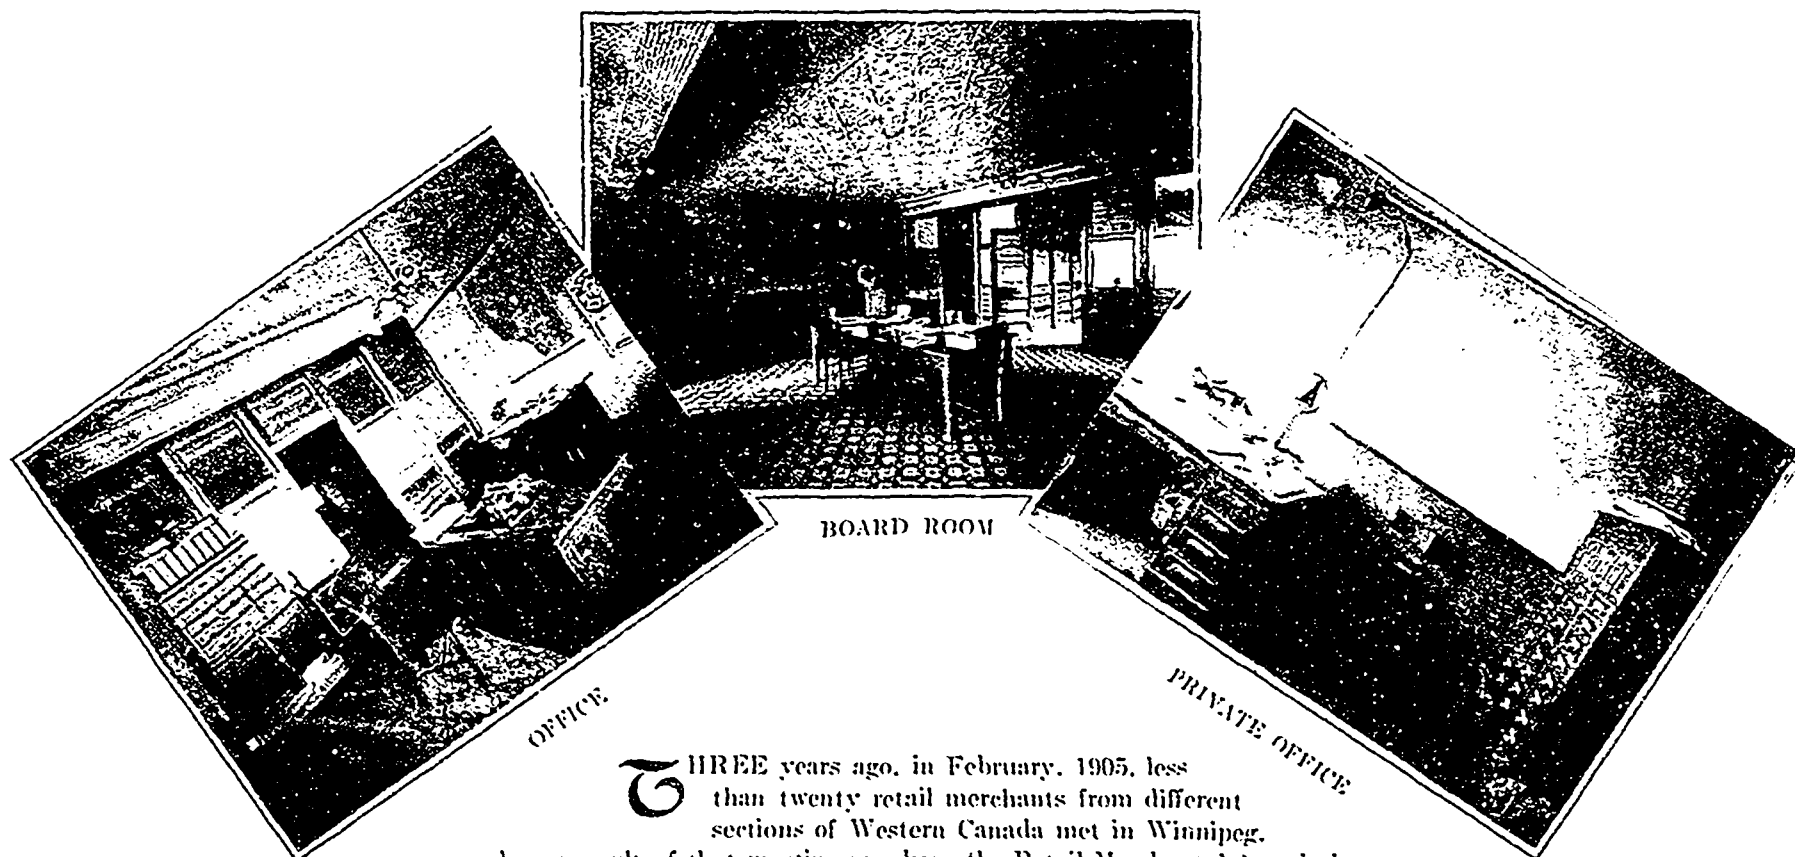 BOARD ROOM
OFFICE
PRIVATE OFFICE
THREE years ago, in February, 1905, less
than twenty retail merchants from different
sections of Western Canada met in Winnipeg,